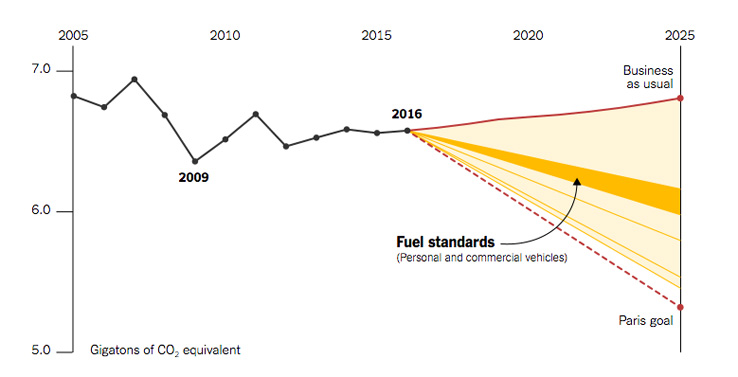 2005 2010 2015 2020 2025
7.0
Business
as usual
2016
2009
6.0
Fuel standards
(Personal and commercial vehicles)
Paris goal
5.0 Gigatons of CO₂ equivalent